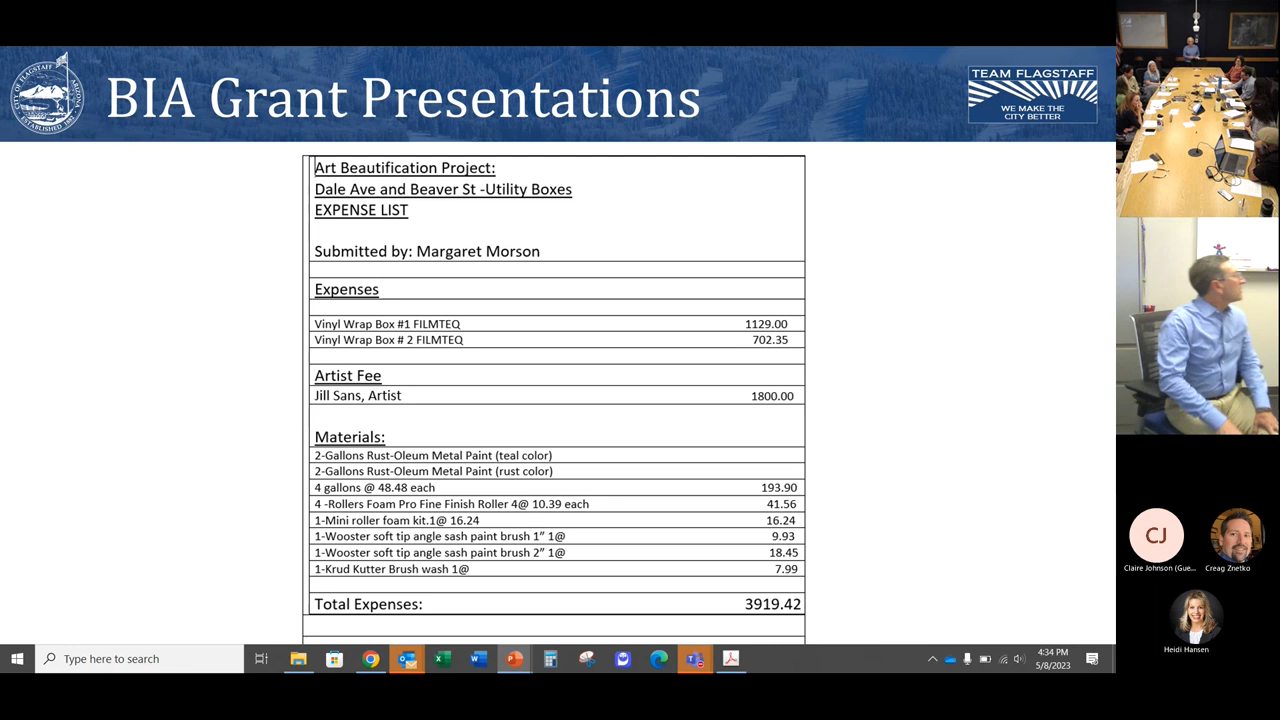 BIA Grant Presentations
TEAM FLAGSTAFF
WE MAKE THE
CITY BETTER
CITY OF FLAGSTAFF
ARIZONA
ESTABLISHED 1882
Art Beautification Project:
Dale Ave and Beaver St -Utility Boxes
EXPENSE LIST
Submitted by: Margaret Morson
Expenses
Vinyl Wrap Box #1 FILMTEQ 1129.00
Vinyl Wrap Box # 2 FILMTEQ 702.35
Artist Fee
Jill Sans, Artist 1800.00
Materials:
2-Gallons Rust-Oleum Metal Paint (teal color)
2-Gallons Rust-Oleum Metal Paint (rust color)
4 gallons @ 48.48 each 193.90
4 -Rollers Foam Pro Fine Finish Roller 4@ 10.39 each 41.56
1-Mini roller foam kit.1@ 16.24 16.24
1-Wooster soft tip angle sash paint brush 1” 1@ 9.93
1-Wooster soft tip angle sash paint brush 2” 1@ 18.45
1-Krud Kutter Brush wash 1@ 7.99
Total Expenses: 3919.42
CJ
Claire Johnson (Gue...
Creag Znetko
Heidi Hansen
Type here to search
4:34 PM
5/8/2023